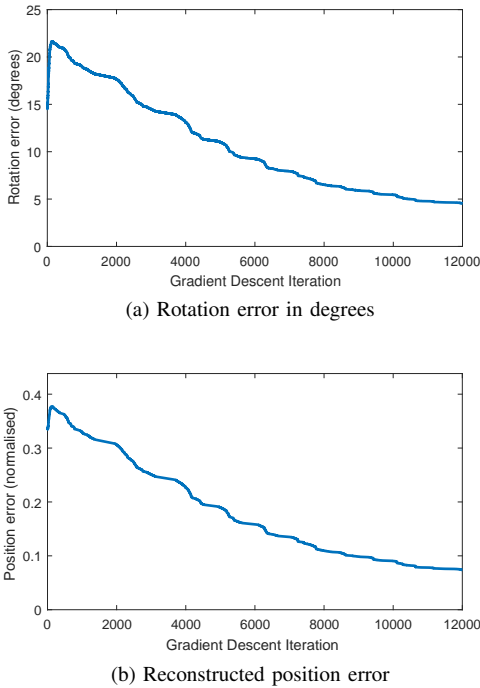 25
20
15
10
5
0
Rotation error (degrees)
0 2000 4000 6000 8000 10000 12000
Gradient Descent Iteration
(a) Rotation error in degrees
0.4
0.3
0.2
0.1
0
Position error (normalised)
0 2000 4000 6000 8000 10000 12000
Gradient Descent Iteration
(b) Reconstructed position error